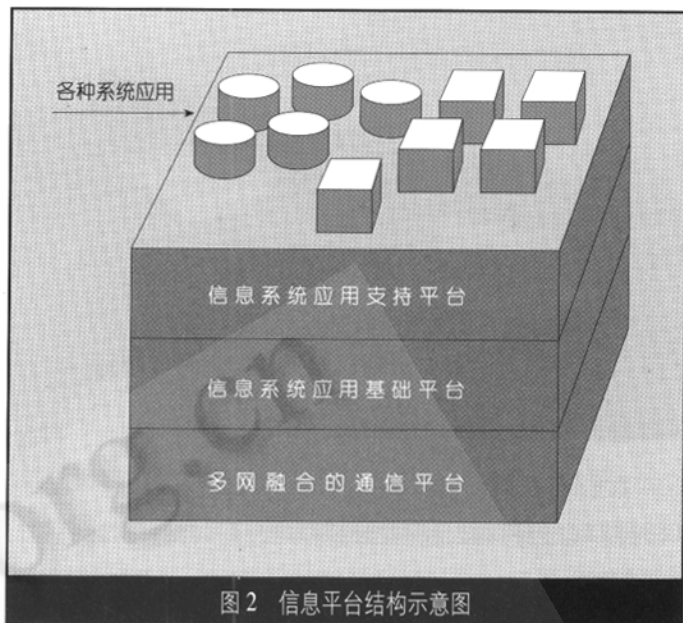 各种系统应用
信息系统应用支持平台
信息系统应用基础平台
多网融合的通信平台
org.cn
图2 信息平台结构示意图